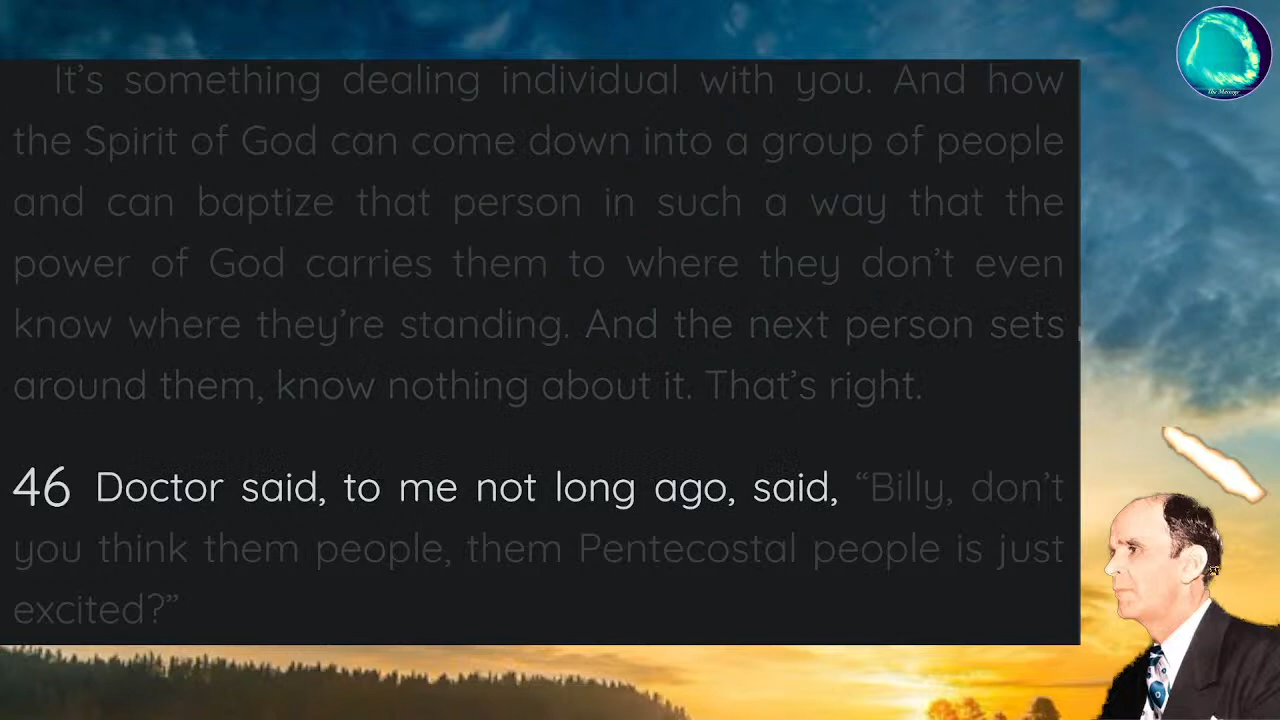 It’s something dealing individual with you. And how
the Spirit of God can come down into a group of people
and can baptize that person in such a way that the
power of God carries them to where they don’t even
know where they’re standing. And the next person sets
around them, know nothing about it. That’s right.
46 Doctor said, to me not long ago, said, “Billy, don’t
you think them people, them Pentecostal people is just
excited?”
The Message